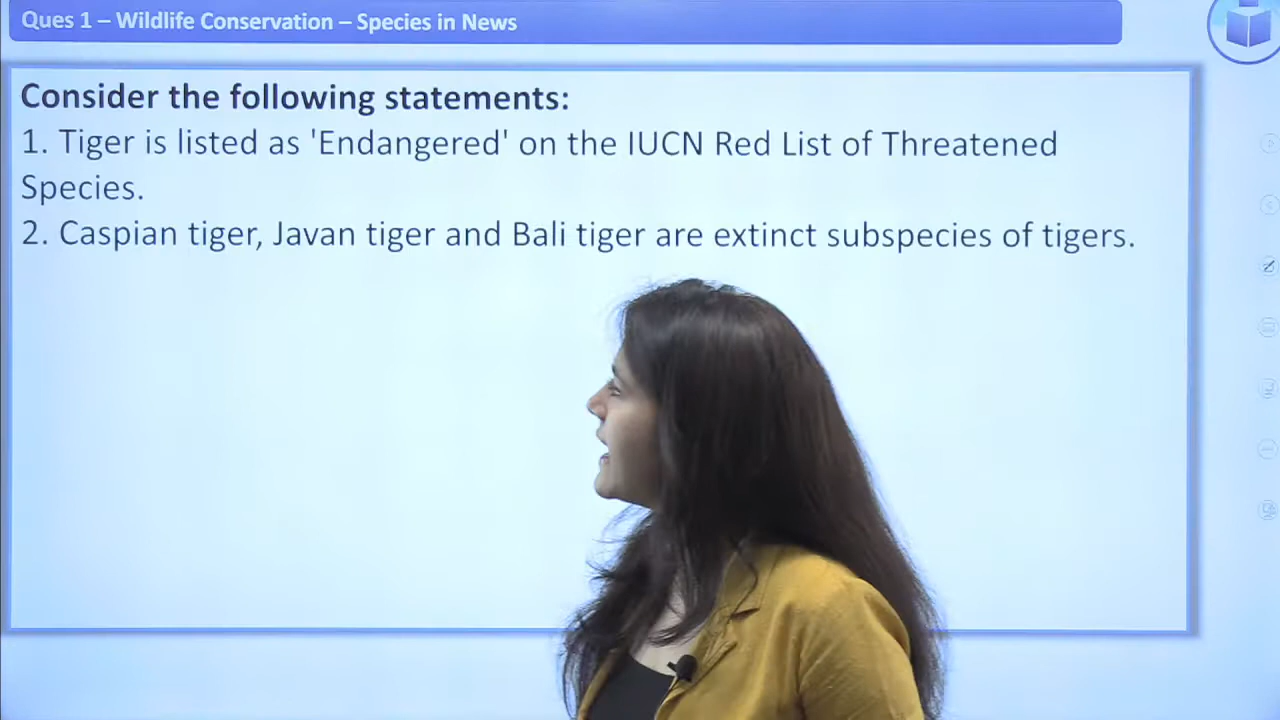 Ques 1 – Wildlife Conservation – Species in News
Consider the following statements:
1. Tiger is listed as 'Endangered' on the IUCN Red List of Threatened
Species.
2. Caspian tiger, Javan tiger and Bali tiger are extinct subspecies of tigers.